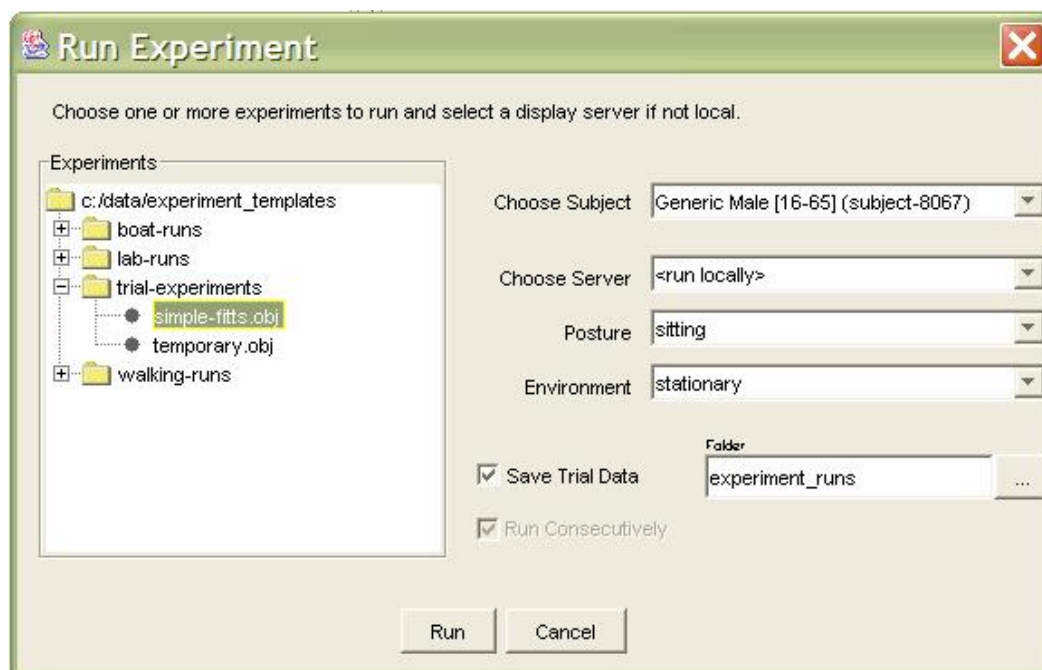 Run Experiment
Choose one or more experiments to run and select a display server if not local.
Experiments
c:/data/experiment_templates
boat-runs
lab-runs
trial-experiments
simple-fitts.obj
temporary.obj
walking-runs
Choose Subject Generic Male [16-65] (subject-8067)
Choose Server <run locally>
Posture sitting
Environment stationary
Folder
Save Trial Data experiment_runs ...
Run Consecutively
Run Cancel